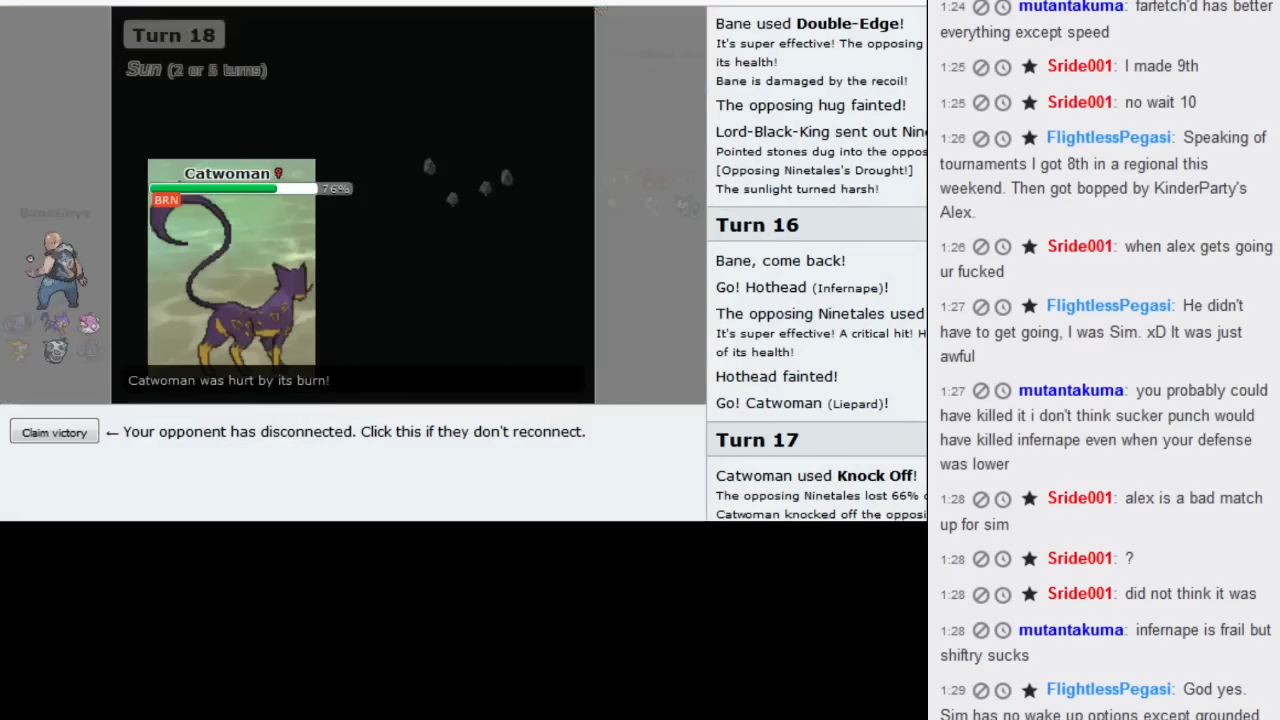 Turn 18
Sun (2 or 5 turns)
Catwoman
76%
BRN
BaneGuys
Catwoman was hurt by its burn!
Claim victory
← Your opponent has disconnected. Click this if they don't reconnect.
Bane used Double-Edge!
It's super effective! The opposing
its health!
Bane is damaged by the recoil!
The opposing hug fainted!
Lord-Black-King sent out Nin
Pointed stones dug into the oppos
[Opposing Ninetales's Drought!]
The sunlight turned harsh!
Turn 16
Bane, come back!
Go! Hothead (Infernape)!
The opposing Ninetales used
It's super effective! A critical hit! H
of its health!
Hothead fainted!
Go! Catwoman (Liepard)!
Turn 17
Catwoman used Knock Off!
The opposing Ninetales lost 66%
Catwoman knocked off the opposi
1:24 mutantakuma: farfetch'd has better
everything except speed
1:25 Sride001: I made 9th
1:25 Sride001: no wait 10
1:26 FlightlessPegasi: Speaking of
tournaments I got 8th in a regional this
weekend. Then got bopped by KinderParty's
Alex.
1:26 Sride001: when alex gets going
ur fucked
1:27 FlightlessPegasi: He didn't
have to get going, I was Sim. xD It was just
awful
1:27 mutantakuma: you probably could
have killed it i don't think sucker punch would
have killed infernape even when your defense
was lower
1:28 Sride001: alex is a bad match
up for sim
1:28 Sride001: ?
1:28 Sride001: did not think it was
1:28 mutantakuma: infernape is frail but
shiftry sucks
1:29 FlightlessPegasi: God yes.
Sim has no wake up options except grounded